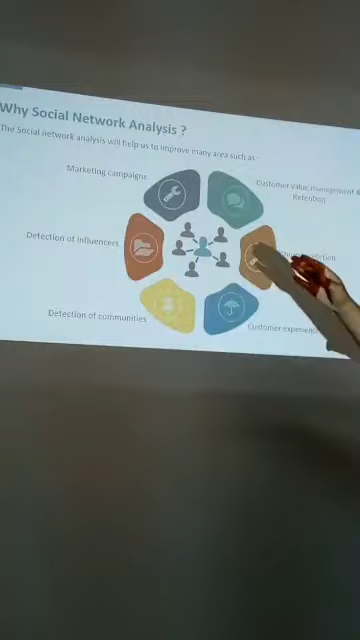 Why Social Network Analysis ?
The Social network analysis will help us to improve many area such as :
Marketing campaigns
Customer value management &
Retention
Detection of Influencers
Detection of communities
Customer experience